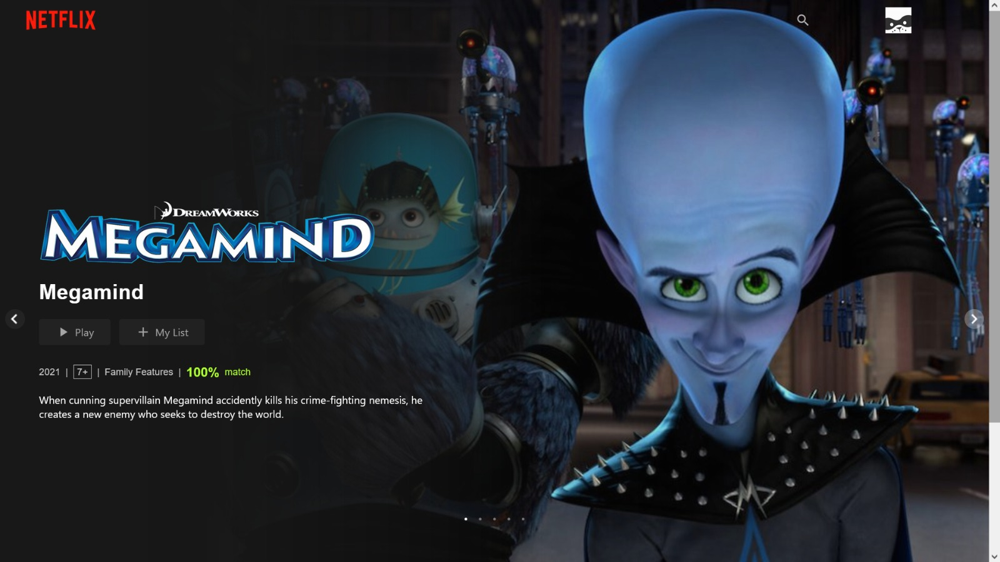 NETFLIX
DREAMWORKS
MEGAMIND
Megamind
Play
My List
2021 | 7+ | Family Features | 100% match
When cunning supervillain Megamind accidently kills his crime-fighting nemesis, he
creates a new enemy who seeks to destroy the world.